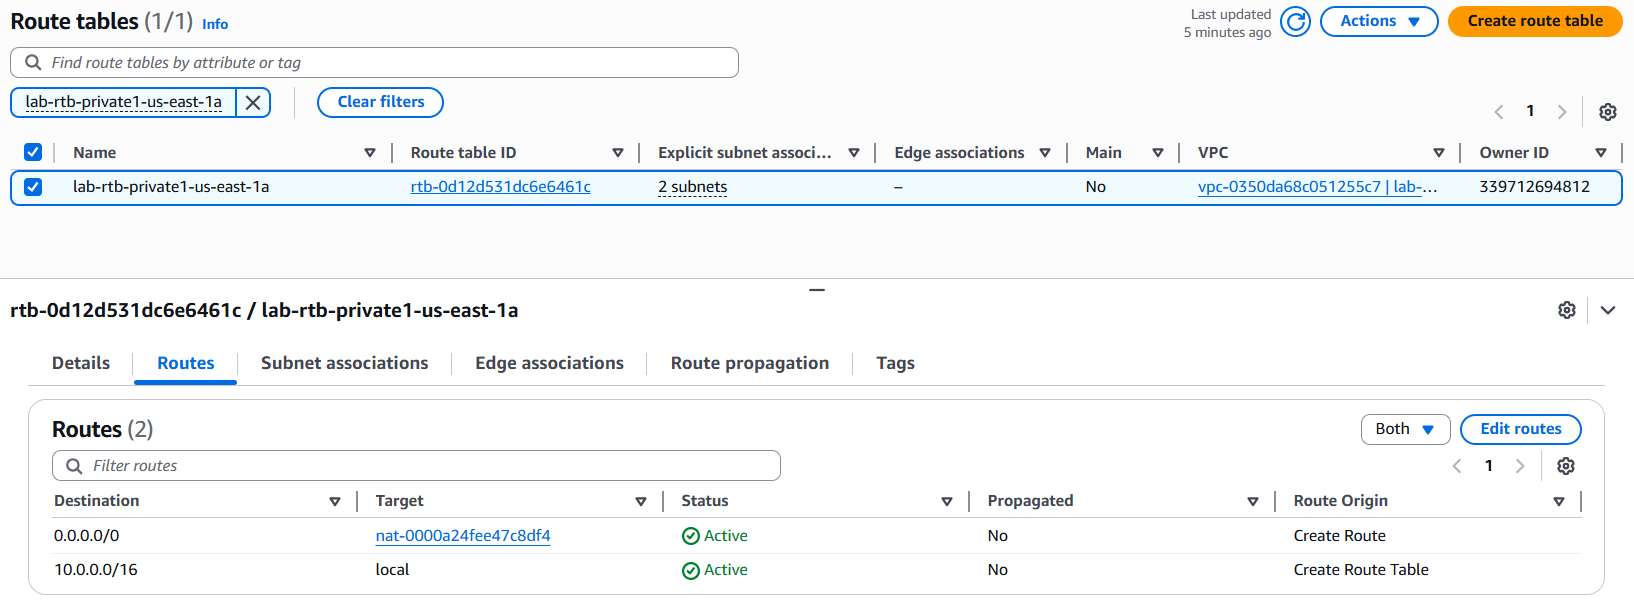 Route tables (1/1) Info
Last updated
5 minutes ago
Actions
Create route table
Find route tables by attribute or tag
lab-rtb-private1-us-east-1a
Clear filters
1
Name Route table ID Explicit subnet associ... Edge associations Main VPC Owner ID
lab-rtb-private1-us-east-1a rtb-0d12d531dc6e6461c 2 subnets – No vpc-0350da68c051255c7 | lab-... 339712694812
rtb-0d12d531dc6e6461c / lab-rtb-private1-us-east-1a
Details Routes Subnet associations Edge associations Route propagation Tags
Routes (2)
Both
Edit routes
Filter routes
1
Destination Target Status Propagated Route Origin
0.0.0.0/0 nat-0000a24fee47c8df4 Active No Create Route
10.0.0.0/16 local Active No Create Route Table